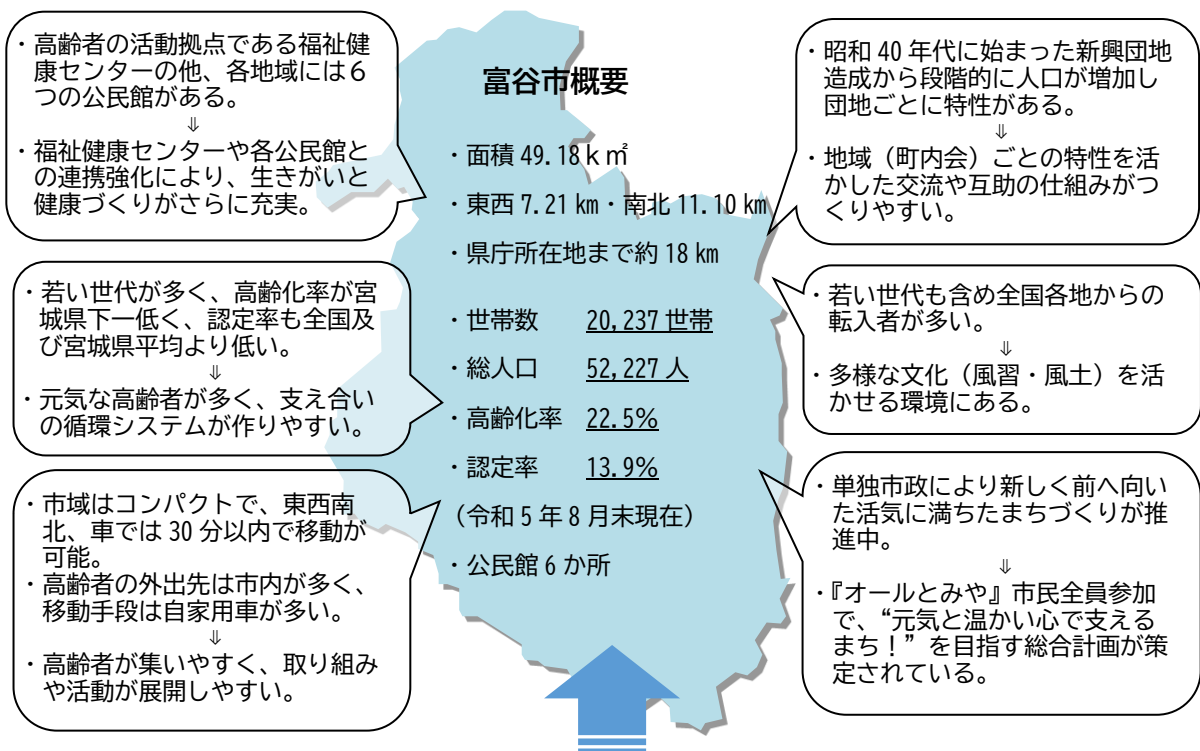 富谷市概要
・面積 49.18ｋ㎡
・東西 7.21 ㎞・南北 11.10 ㎞
・県庁所在地まで約 18 ㎞
・世帯数 20,237 世帯
・総人口 52,227 人
・高齢化率 22.5%
・認定率 13.9%
（令和 5 年 8 月末現在）
・公民館 6 か所
・高齢者の活動拠点である福祉健
康センターの他、各地域には６
つの公民館がある。
⇓
・福祉健康センターや各公民館と
の連携強化により、生きがいと
健康づくりがさらに充実。
・若い世代が多く、高齢化率が宮
城県下一低く、認定率も全国及
び宮城県平均より低い。
⇓
・元気な高齢者が多く、支え合い
の循環システムが作りやすい。
・市域はコンパクトで、東西南
北、車では 30 分以内で移動が
可能。
・高齢者の外出先は市内が多く、
移動手段は自家用車が多い。
⇓
・高齢者が集いやすく、取り組み
や活動が展開しやすい。
・昭和 40 年代に始まった新興団地
造成から段階的に人口が増加し
団地ごとに特性がある。
⇓
・地域（町内会）ごとの特性を活
かした交流や互助の仕組みがつ
くりやすい。
・若い世代も含め全国各地からの
転入者が多い。
⇓
・多様な文化（風習・風土）を活
かせる環境にある。
・単独市政により新しく前へ向い
た活気に満ちたまちづくりが推
進中。
⇓
・『オールとみや』市民全員参加
で、“元気と温かい心で支える
まち！”を目指す総合計画が策
定されている。